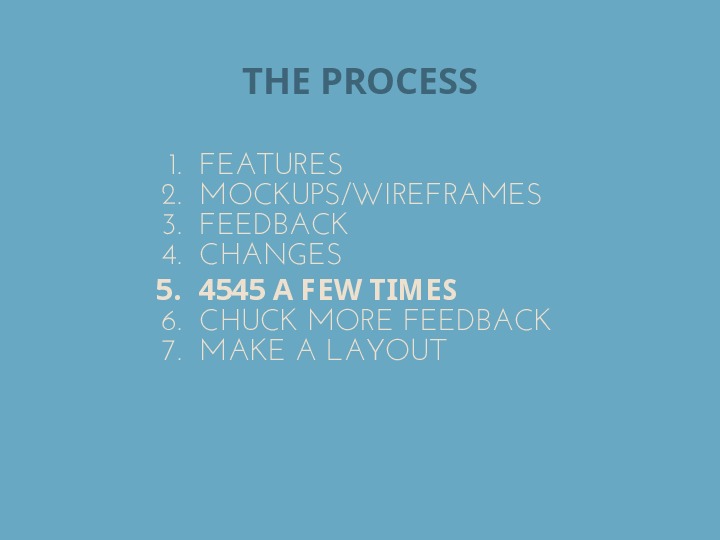 THE PROCESS
1. FEATURES
2. MOCKUPS/WIREFRAMES
3. FEEDBACK
4. CHANGES
5. 4545 A FEW TIMES
6. CHUCK MORE FEEDBACK
7. MAKE A LAYOUT